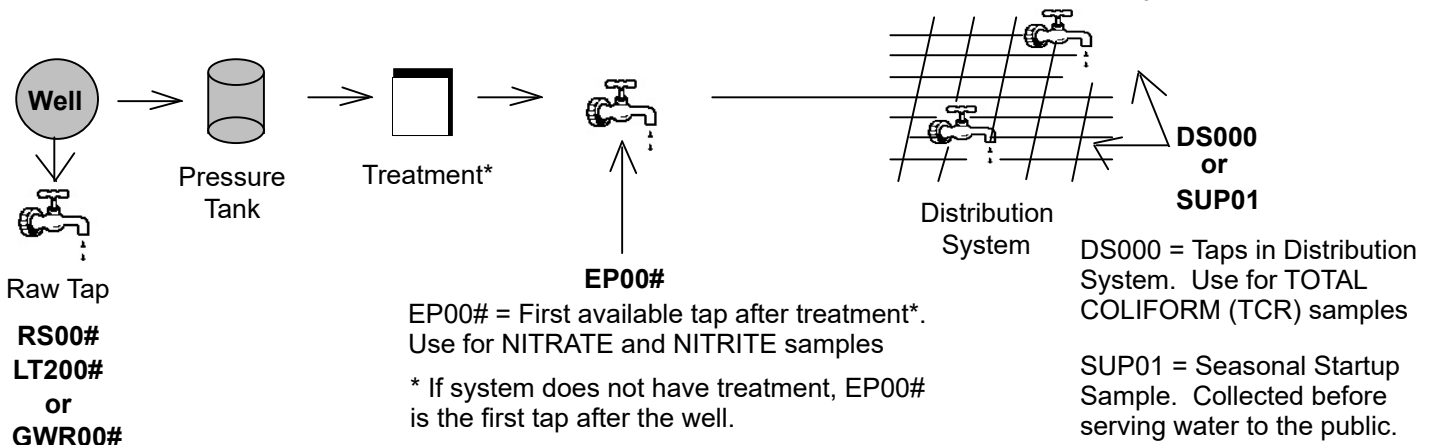 Well
Pressure
Tank
Treatment*
Raw Tap
RS00#
LT200#
or
GWR00#
EP00#
EP00# = First available tap after treatment*.
Use for NITRATE and NITRITE samples
* If system does not have treatment, EP00#
is the first tap after the well.
Distribution
System
DS000
or
SUP01
DS000 = Taps in Distribution
System. Use for TOTAL
COLIFORM (TCR) samples
SUP01 = Seasonal Startup
Sample. Collected before
serving water to the public.